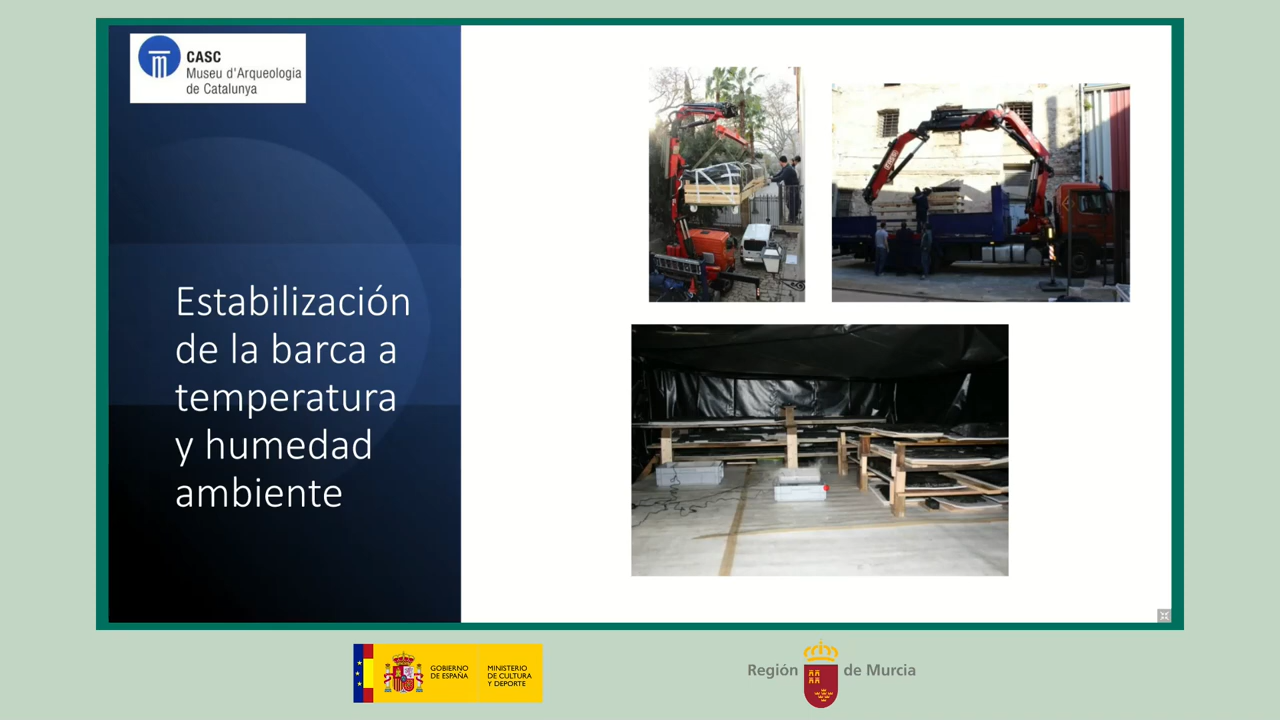 CASC
Museu d'Arqueologia
de Catalunya
Estabilización
de la barca a
temperatura
y humedad
ambiente
GOBIERNO
DE ESPAÑA
MINISTERIO
DE CULTURA
Y DEPORTE
Región de Murcia